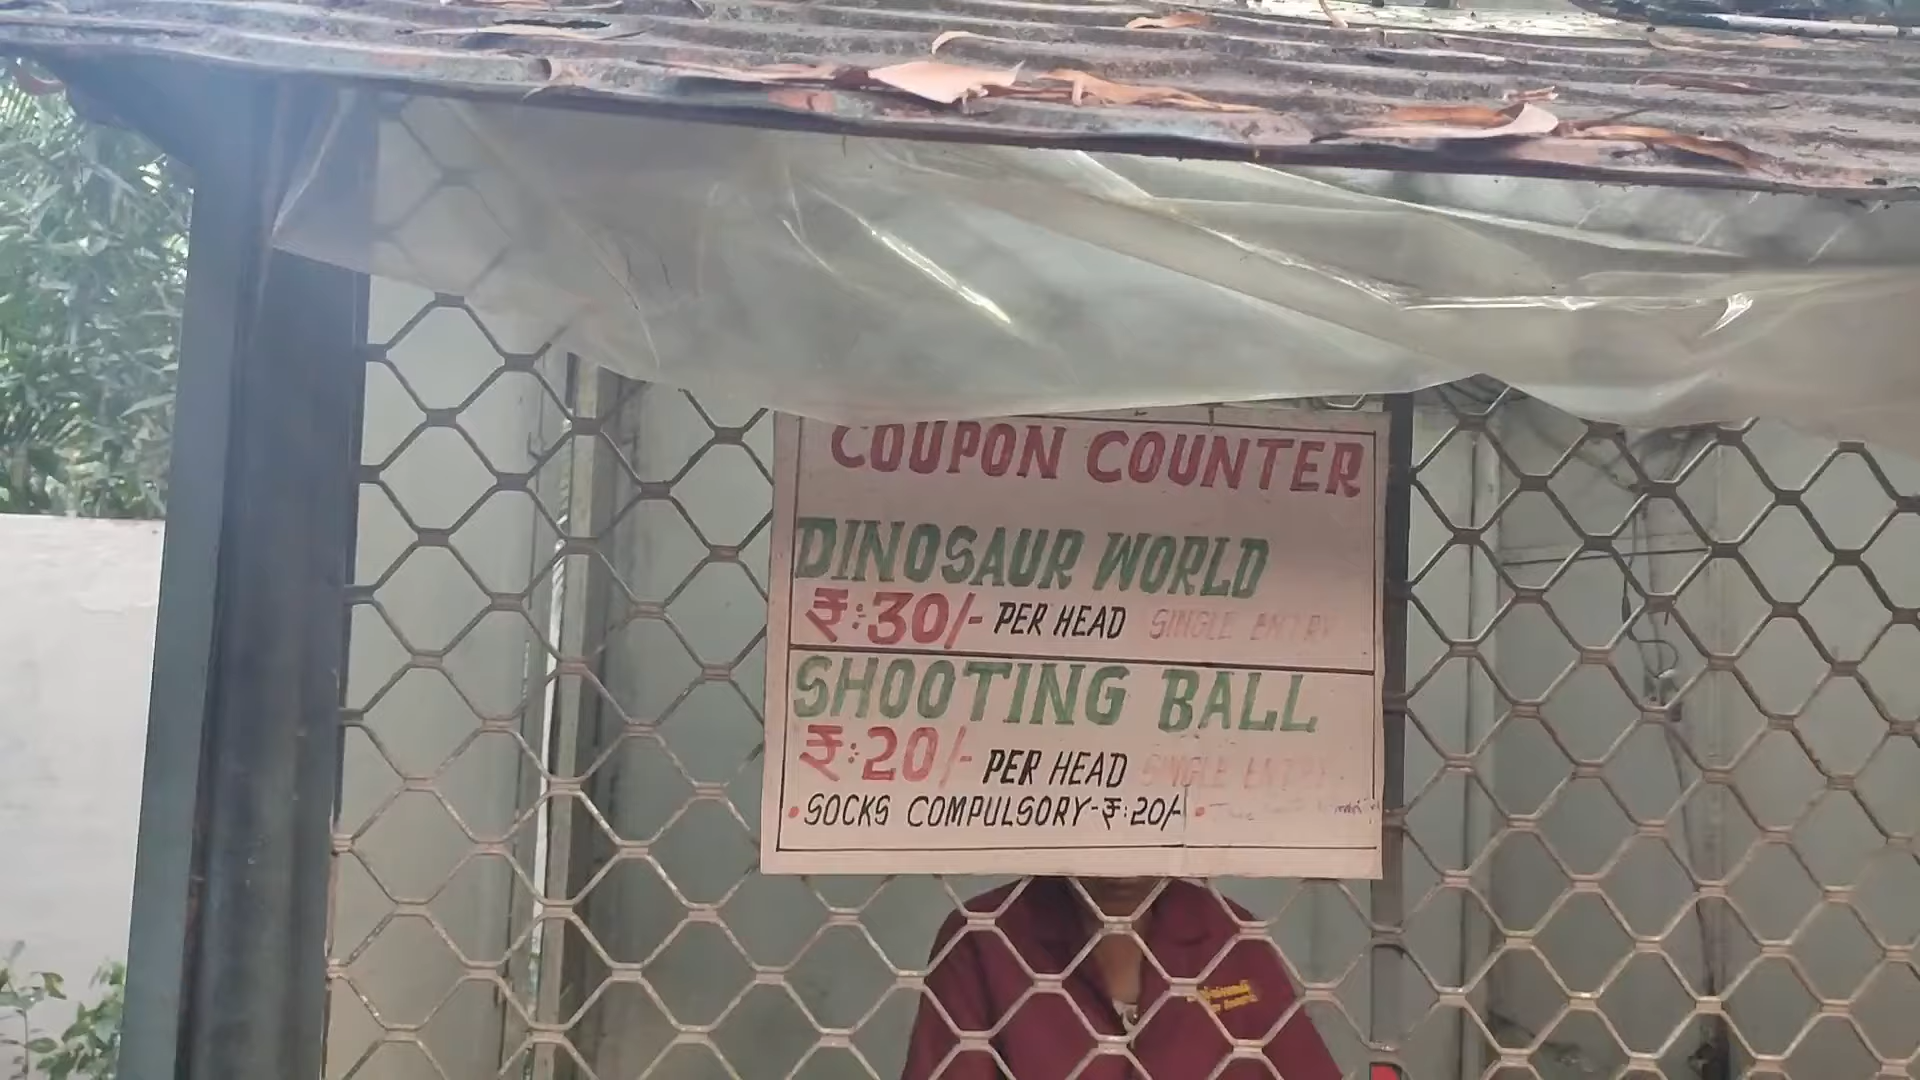 COUPON COUNTER
DINOSAUR WORLD
₹:30/- PER HEAD SINGLE ENTRY
SHOOTING BALL
₹:20/- PER HEAD SINGLE ENTRY
• SOCKS COMPULSORY-₹:20/- •